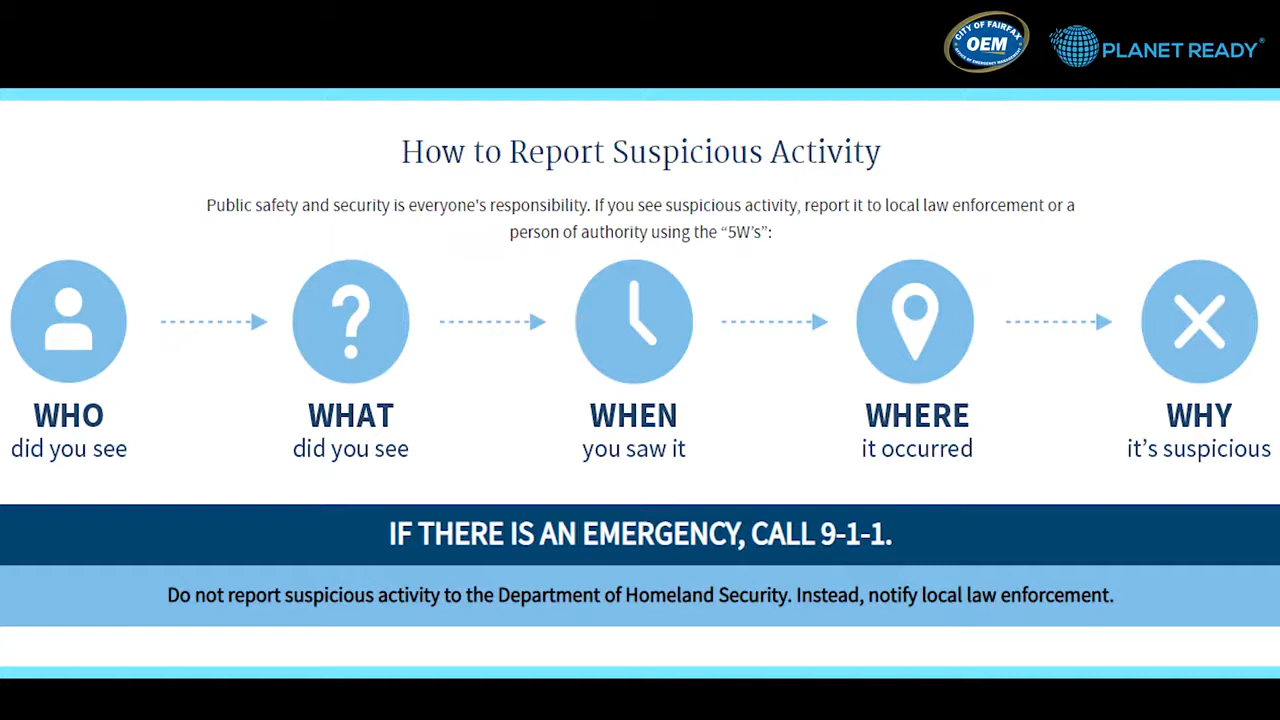 CITY OF FAIRFAX
OEM
OFFICE OF EMERGENCY MANAGEMENT
PLANET READY®
How to Report Suspicious Activity
Public safety and security is everyone's responsibility. If you see suspicious activity, report it to local law enforcement or a
person of authority using the “5W’s”:
WHO
did you see
WHAT
did you see
WHEN
you saw it
WHERE
it occurred
WHY
it’s suspicious
IF THERE IS AN EMERGENCY, CALL 9-1-1.
Do not report suspicious activity to the Department of Homeland Security. Instead, notify local law enforcement.